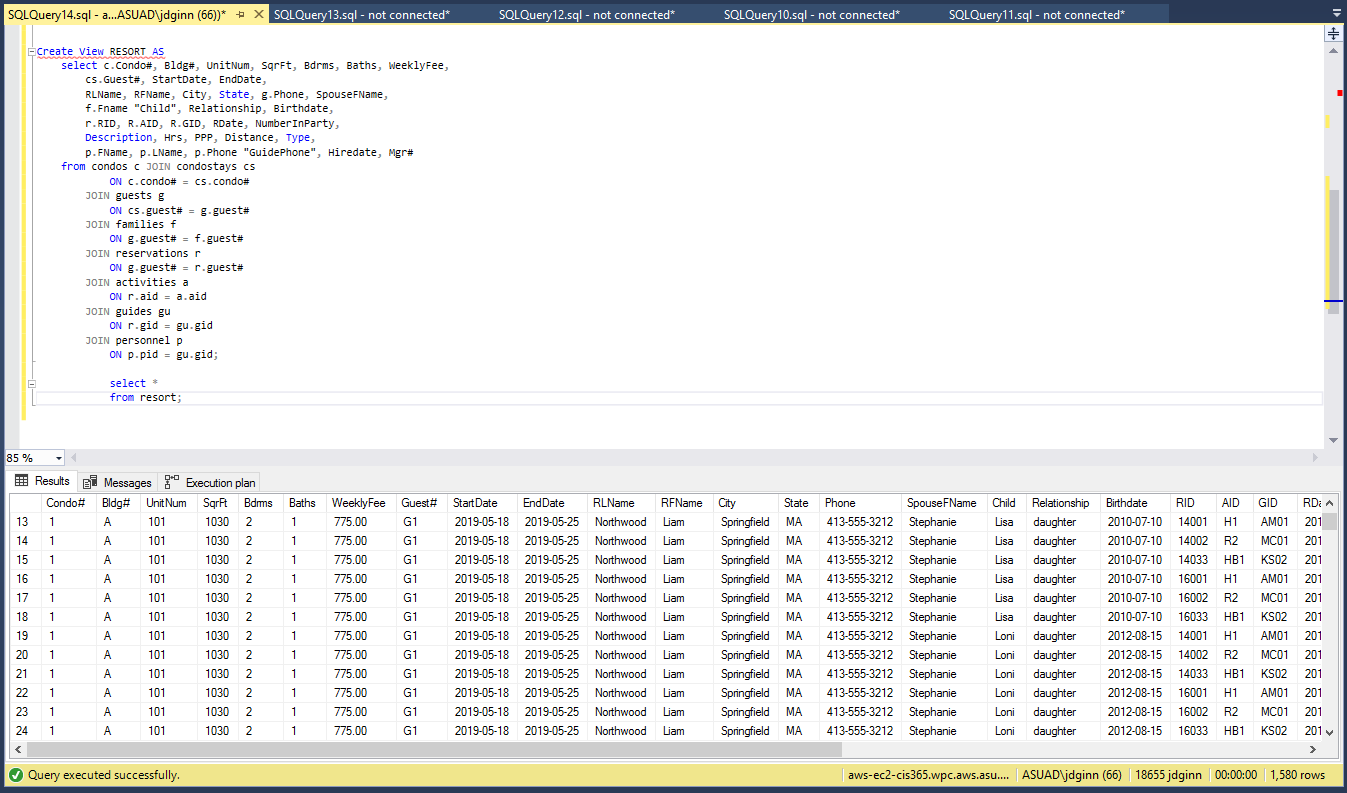 SQLQuery14.sql - a...ASUAD\jdginn (66))* SQLQuery13.sql - not connected* SQLQuery12.sql - not connected* SQLQuery10.sql - not connected* SQLQuery11.sql - not connected*
Create View RESORT AS
select c.Condo#, Bldg#, UnitNum, SqrFt, Bdrms, Baths, WeeklyFee,
cs.Guest#, StartDate, EndDate,
RLName, RFName, City, State, g.Phone, SpouseFName,
f.Fname "Child", Relationship, Birthdate,
r.RID, R.AID, R.GID, RDate, NumberInParty,
Description, Hrs, PPP, Distance, Type,
p.FName, p.LName, p.Phone "GuidePhone", Hiredate, Mgr#
from condos c JOIN condostays cs
ON c.condo# = cs.condo#
JOIN guests g
ON cs.guest# = g.guest#
JOIN families f
ON g.guest# = f.guest#
JOIN reservations r
ON g.guest# = r.guest#
JOIN activities a
ON r.aid = a.aid
JOIN guides gu
ON r.gid = gu.gid
JOIN personnel p
ON p.pid = gu.gid;
select *
from resort;
85 %
Results Messages Execution plan
Condo# Bldg# UnitNum SqrFt Bdrms Baths WeeklyFee Guest# StartDate EndDate RLName RFName City State Phone SpouseFName Child Relationship Birthdate RID AID GID RDa
13 1 A 101 1030 2 1 775.00 G1 2019-05-18 2019-05-25 Northwood Liam Springfield MA 413-555-3212 Stephanie Lisa daughter 2010-07-10 14001 H1 AM01 201
14 1 A 101 1030 2 1 775.00 G1 2019-05-18 2019-05-25 Northwood Liam Springfield MA 413-555-3212 Stephanie Lisa daughter 2010-07-10 14002 R2 MC01 201
15 1 A 101 1030 2 1 775.00 G1 2019-05-18 2019-05-25 Northwood Liam Springfield MA 413-555-3212 Stephanie Lisa daughter 2010-07-10 14033 HB1 KS02 201
16 1 A 101 1030 2 1 775.00 G1 2019-05-18 2019-05-25 Northwood Liam Springfield MA 413-555-3212 Stephanie Lisa daughter 2010-07-10 16001 H1 AM01 201
17 1 A 101 1030 2 1 775.00 G1 2019-05-18 2019-05-25 Northwood Liam Springfield MA 413-555-3212 Stephanie Lisa daughter 2010-07-10 16002 R2 MC01 201
18 1 A 101 1030 2 1 775.00 G1 2019-05-18 2019-05-25 Northwood Liam Springfield MA 413-555-3212 Stephanie Lisa daughter 2010-07-10 16033 HB1 KS02 201
19 1 A 101 1030 2 1 775.00 G1 2019-05-18 2019-05-25 Northwood Liam Springfield MA 413-555-3212 Stephanie Loni daughter 2012-08-15 14001 H1 AM01 201
20 1 A 101 1030 2 1 775.00 G1 2019-05-18 2019-05-25 Northwood Liam Springfield MA 413-555-3212 Stephanie Loni daughter 2012-08-15 14002 R2 MC01 201
21 1 A 101 1030 2 1 775.00 G1 2019-05-18 2019-05-25 Northwood Liam Springfield MA 413-555-3212 Stephanie Loni daughter 2012-08-15 14033 HB1 KS02 201
22 1 A 101 1030 2 1 775.00 G1 2019-05-18 2019-05-25 Northwood Liam Springfield MA 413-555-3212 Stephanie Loni daughter 2012-08-15 16001 H1 AM01 201
23 1 A 101 1030 2 1 775.00 G1 2019-05-18 2019-05-25 Northwood Liam Springfield MA 413-555-3212 Stephanie Loni daughter 2012-08-15 16002 R2 MC01 201
24 1 A 101 1030 2 1 775.00 G1 2019-05-18 2019-05-25 Northwood Liam Springfield MA 413-555-3212 Stephanie Loni daughter 2012-08-15 16033 HB1 KS02 201
Query executed successfully. aws-ec2-cis365.wpc.aws.asu.... ASUAD\jdginn (66) 18655 jdginn 00:00:00 1,580 rows